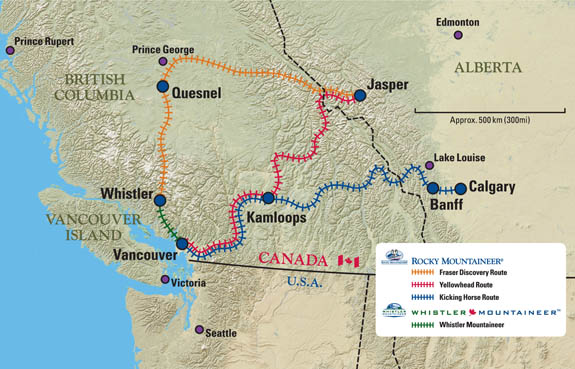 Edmonton
Prince Rupert
Prince George
ALBERTA
BRITISH
COLUMBIA
Quesnel
Jasper
Approx. 500 km (300mi)
Lake Louise
Whistler
Calgary
Banff
VANCOUVER
ISLAND
Kamloops
Vancouver
CANADA
U.S.A.
Victoria
Seattle
ROCKY MOUNTAINEER®
Fraser Discovery Route
Yellowhead Route
Kicking Horse Route
WHISTLER MOUNTAINEER™
Whistler Mountaineer